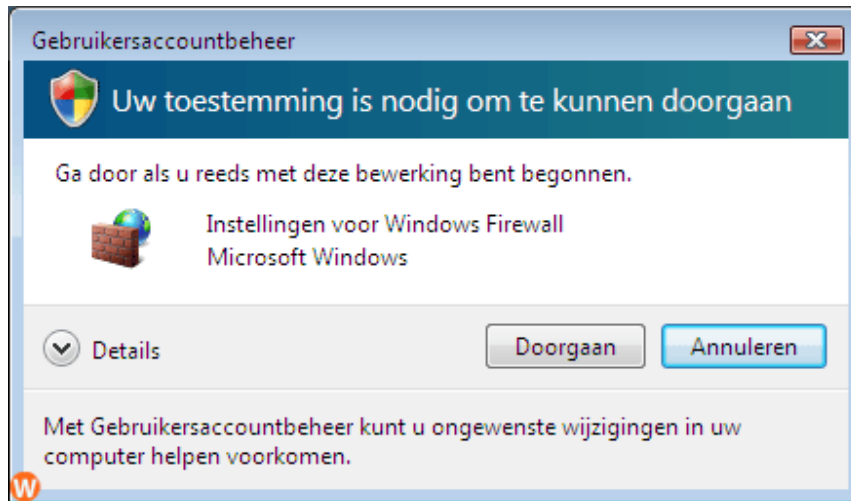 Gebruikersaccountbeheer
Uw toestemming is nodig om te kunnen doorgaan
Ga door als u reeds met deze bewerking bent begonnen.
Instellingen voor Windows Firewall
Microsoft Windows
Details
Doorgaan
Annuleren
Met Gebruikersaccountbeheer kunt u ongewenste wijzigingen in uw
computer helpen voorkomen.
W